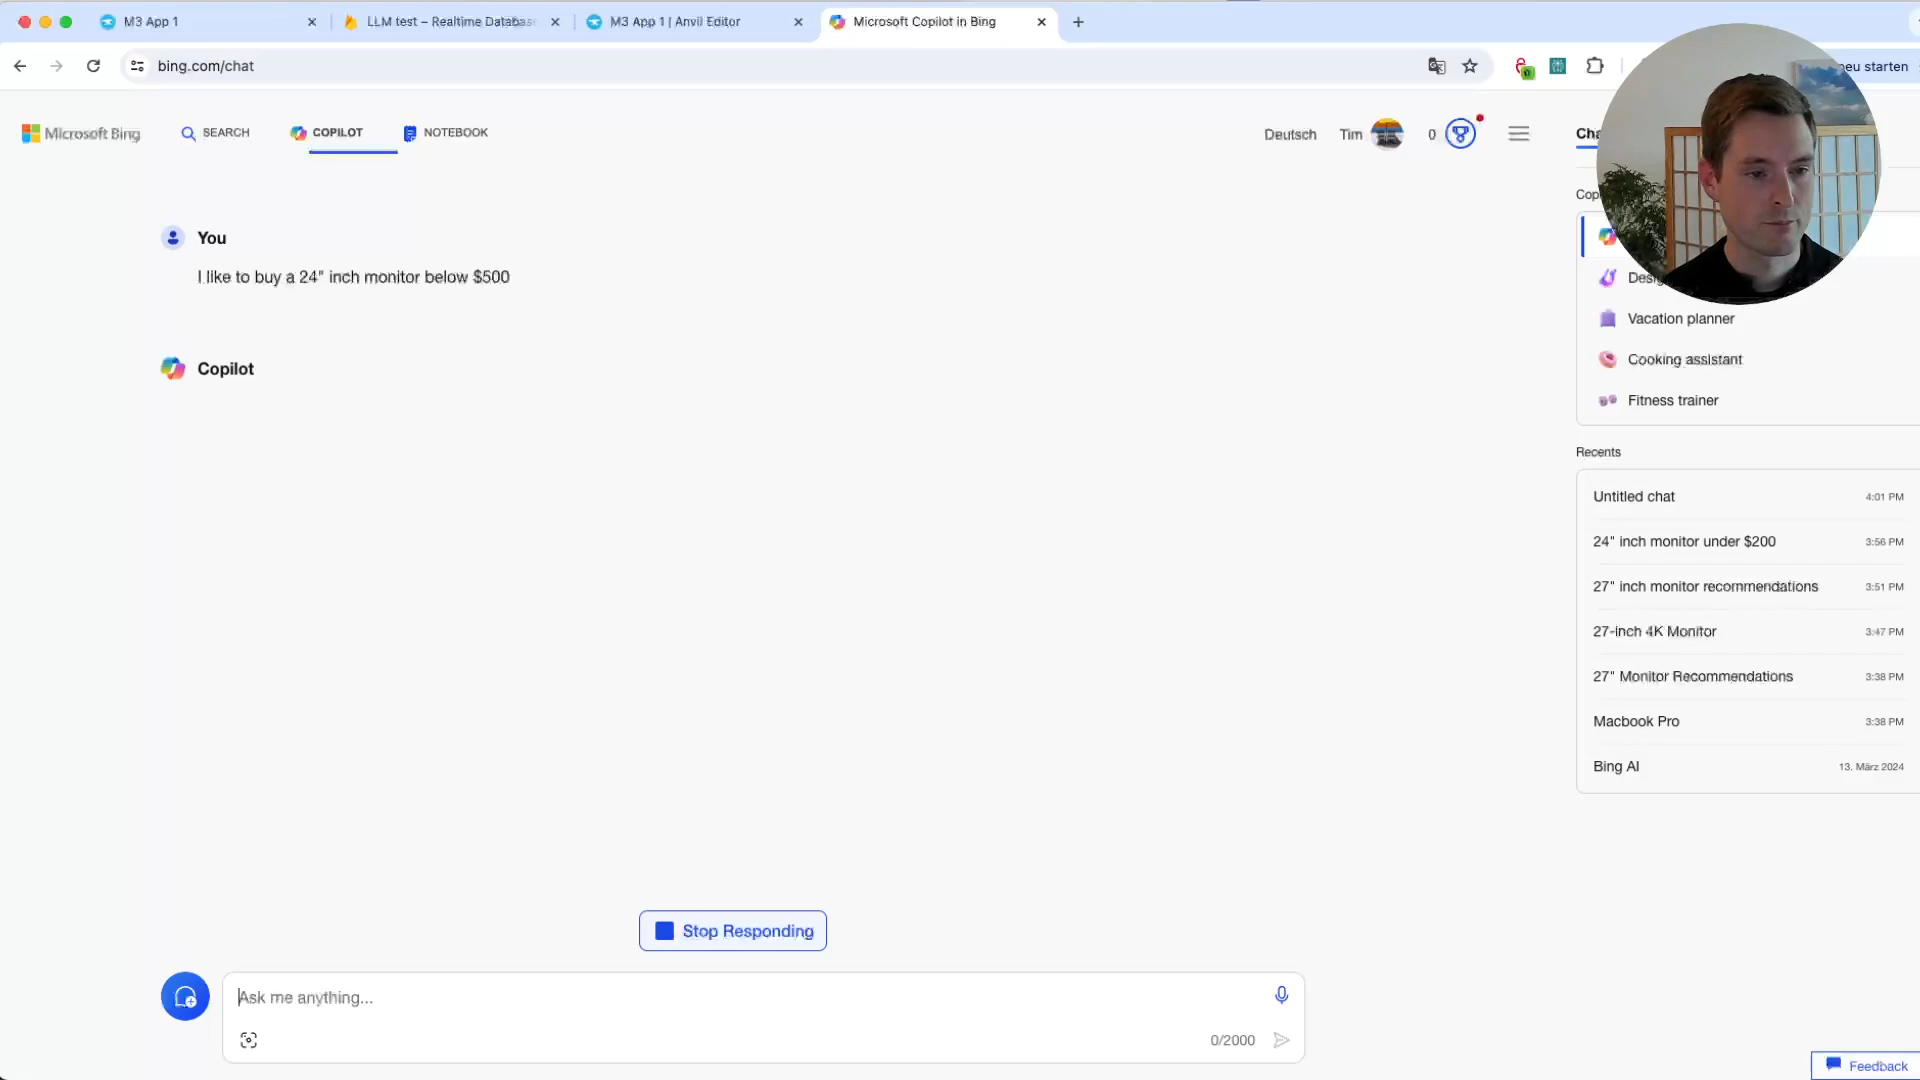 M3 App 1
LLM test – Realtime Database
M3 App 1 | Anvil Editor
Microsoft Copilot in Bing
bing.com/chat
neu starten
Microsoft Bing
SEARCH
COPILOT
NOTEBOOK
Deutsch
Tim
0
Cha
You
I like to buy a 24" inch monitor below $500
Copilot
Cop
Desig
Vacation planner
Cooking assistant
Fitness trainer
Recents
Untitled chat 4:01 PM
24" inch monitor under $200 3:56 PM
27" inch monitor recommendations 3:51 PM
27-inch 4K Monitor 3:47 PM
27" Monitor Recommendations 3:38 PM
Macbook Pro 3:38 PM
Bing AI 13. März 2024
Stop Responding
Ask me anything...
0/2000
Feedback